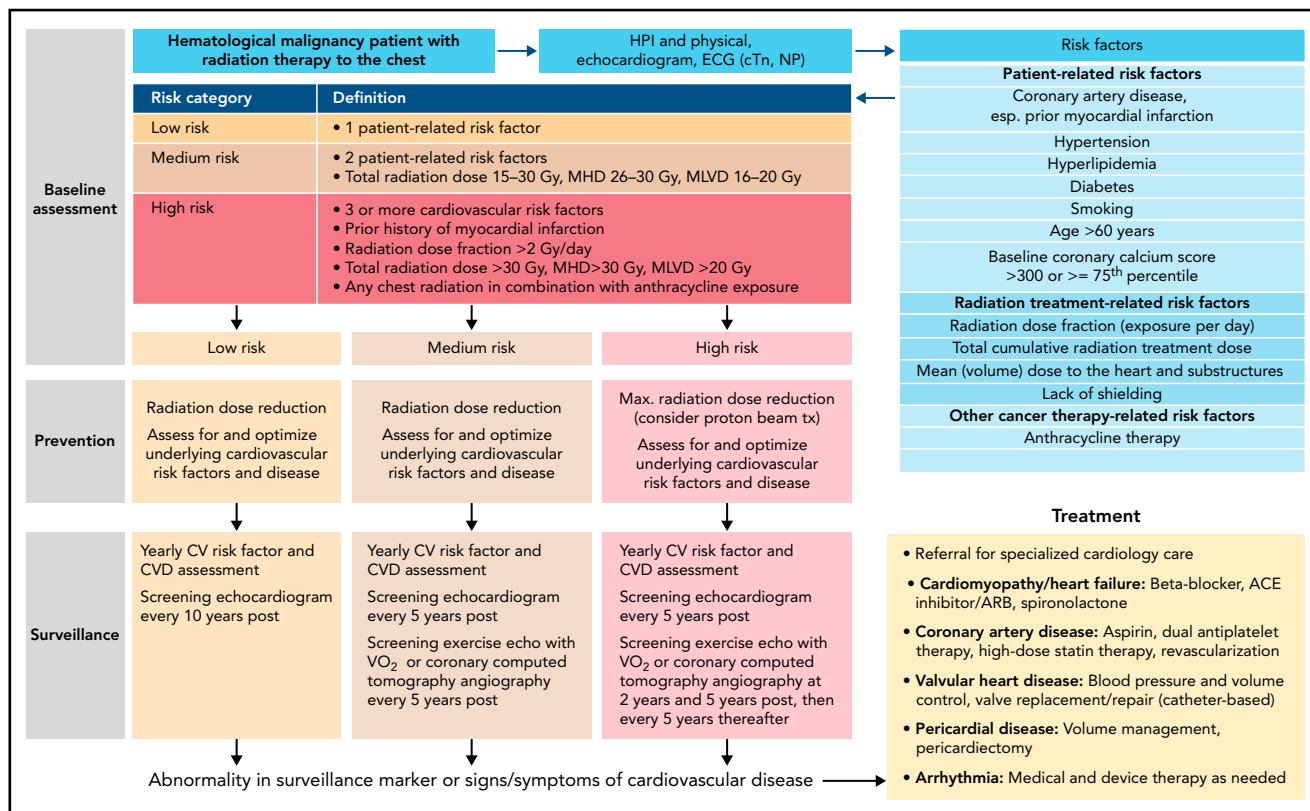 Hematological malignancy patient with
radiation therapy to the chest
HPI and physical,
echocardiogram, ECG (cTn, NP)
Risk factors
Patient-related risk factors
Coronary artery disease,
esp. prior myocardial infarction
Hypertension
Hyperlipidemia
Diabetes
Smoking
Age >60 years
Baseline coronary calcium score
>300 or >= 75th percentile
Radiation treatment-related risk factors
Radiation dose fraction (exposure per day)
Total cumulative radiation treatment dose
Mean (volume) dose to the heart and substructures
Lack of shielding
Other cancer therapy-related risk factors
Anthracycline therapy
Baseline
assessment
Risk category
Definition
Low risk
• 1 patient-related risk factor
Medium risk
• 2 patient-related risk factors
• Total radiation dose 15–30 Gy, MHD 26–30 Gy, MLVD 16–20 Gy
High risk
• 3 or more cardiovascular risk factors
• Prior history of myocardial infarction
• Radiation dose fraction >2 Gy/day
• Total radiation dose >30 Gy, MHD>30 Gy, MLVD >20 Gy
• Any chest radiation in combination with anthracycline exposure
Low risk
Medium risk
High risk
Prevention
Radiation dose reduction
Assess for and optimize
underlying cardiovascular
risk factors and disease
Radiation dose reduction
Assess for and optimize
underlying cardiovascular
risk factors and disease
Max. radiation dose reduction
(consider proton beam tx)
Assess for and optimize
underlying cardiovascular
risk factors and disease
Surveillance
Yearly CV risk factor and
CVD assessment
Screening echocardiogram
every 10 years post
Yearly CV risk factor and
CVD assessment
Screening echocardiogram
every 5 years post
Screening exercise echo with
VO2 or coronary computed
tomography angiography
every 5 years post
Yearly CV risk factor and
CVD assessment
Screening echocardiogram
every 5 years post
Screening exercise echo with
VO2 or coronary computed
tomography angiography at
2 years and 5 years post, then
every 5 years thereafter
Abnormality in surveillance marker or signs/symptoms of cardiovascular disease
Treatment
• Referral for specialized cardiology care
• Cardiomyopathy/heart failure: Beta-blocker, ACE
inhibitor/ARB, spironolactone
• Coronary artery disease: Aspirin, dual antiplatelet
therapy, high-dose statin therapy, revascularization
• Valvular heart disease: Blood pressure and volume
control, valve replacement/repair (catheter-based)
• Pericardial disease: Volume management,
pericardiectomy
• Arrhythmia: Medical and device therapy as needed